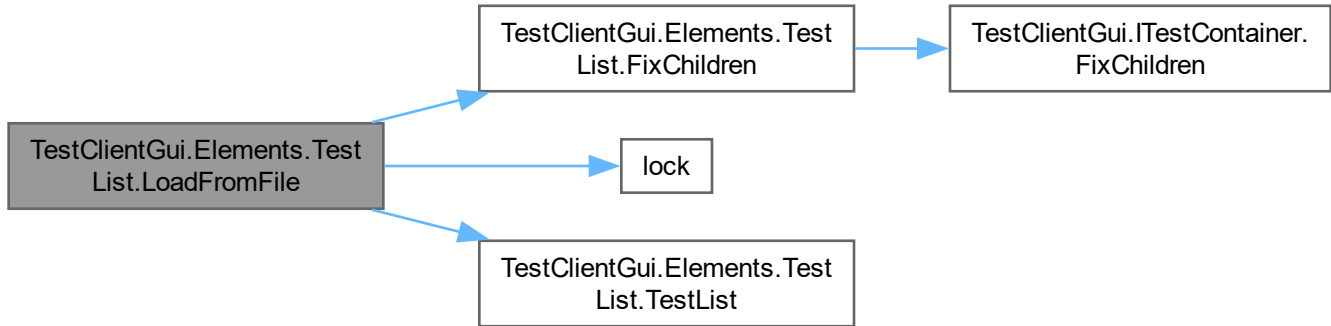 TestClientGui.Elements.Test
List.LoadFromFile
TestClientGui.Elements.Test
List.FixChildren
TestClientGui.ITestContainer.
FixChildren
lock
TestClientGui.Elements.Test
List.TestList